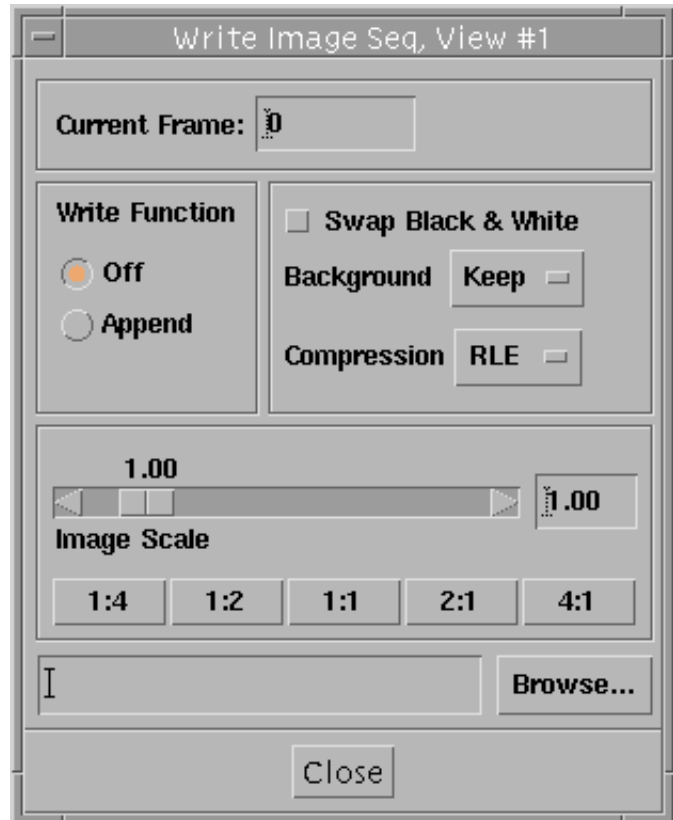 Write Image Seq, View #1
Current Frame: 0
Write Function
Off
Append
Swap Black & White
Background Keep
Compression RLE
1.00
1.00
Image Scale
1:4 1:2 1:1 2:1 4:1
Browse...
Close